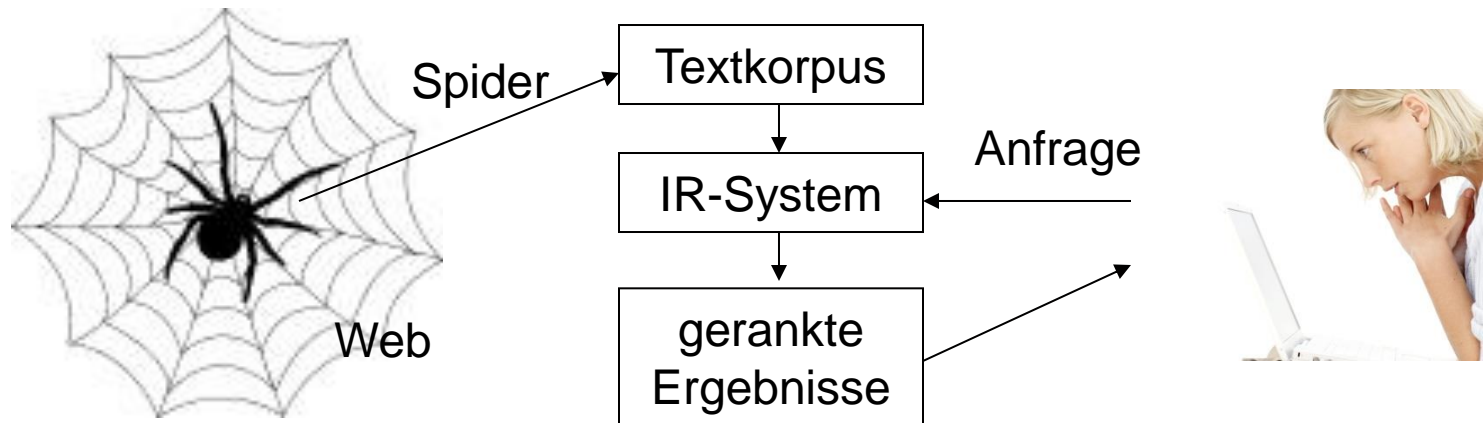 Spider
Textkorpus
Anfrage
IR-System
Web
gerankte
Ergebnisse